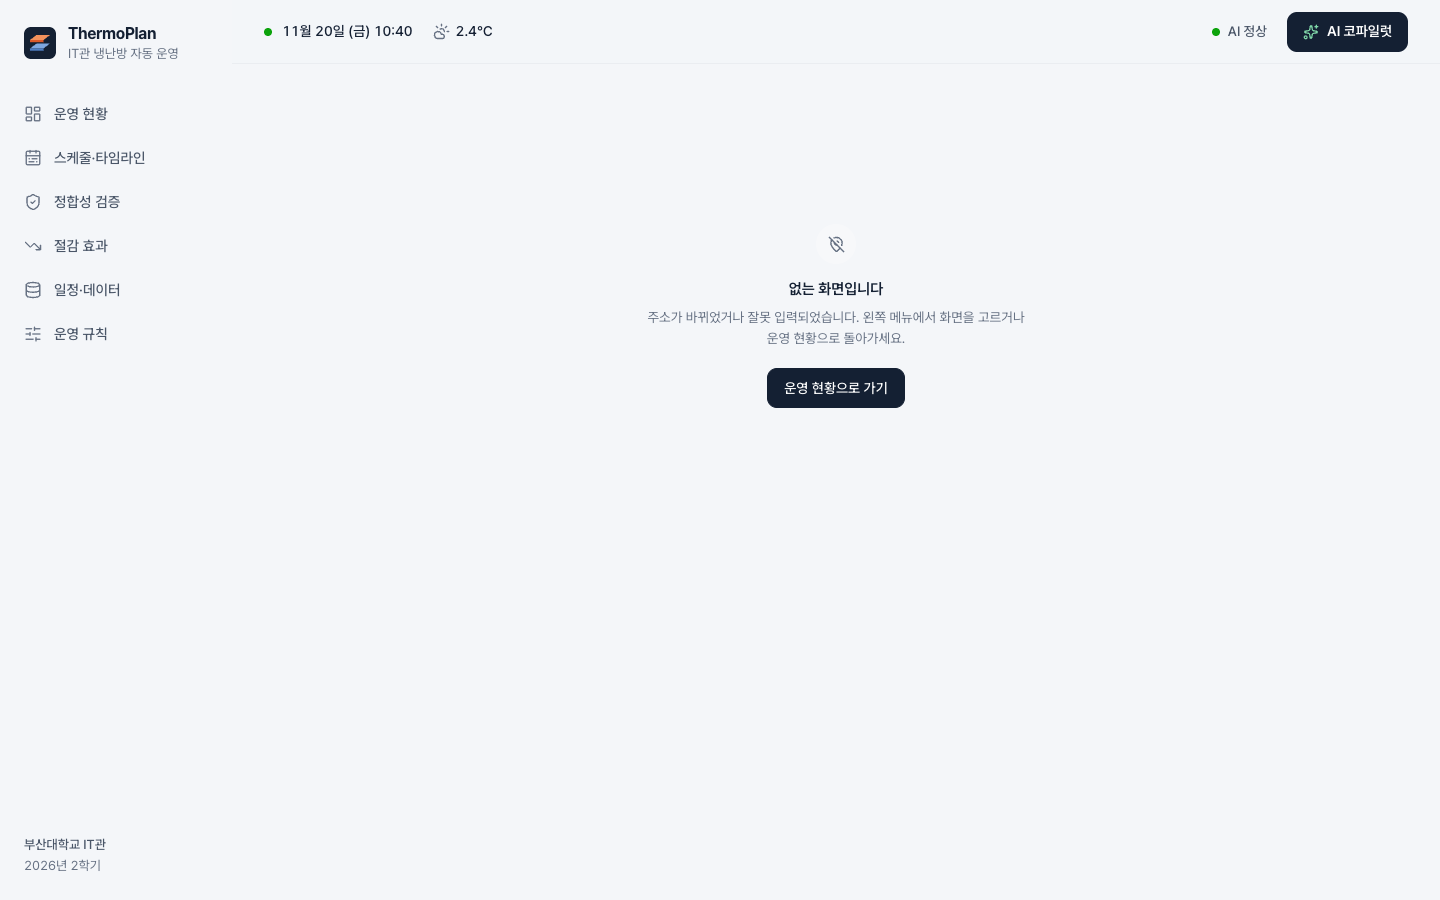 ThermoPlan
IT관 냉난방 자동 운영
11월 20일 (금) 10:40
2.4°C
AI 정상
AI 코파일럿
운영 현황
스케줄·타임라인
정합성 검증
절감 효과
일정·데이터
운영 규칙
없는 화면입니다
주소가 바뀌었거나 잘못 입력되었습니다. 왼쪽 메뉴에서 화면을 고르거나
운영 현황으로 돌아가세요.
운영 현황으로 가기
부산대학교 IT관
2026년 2학기